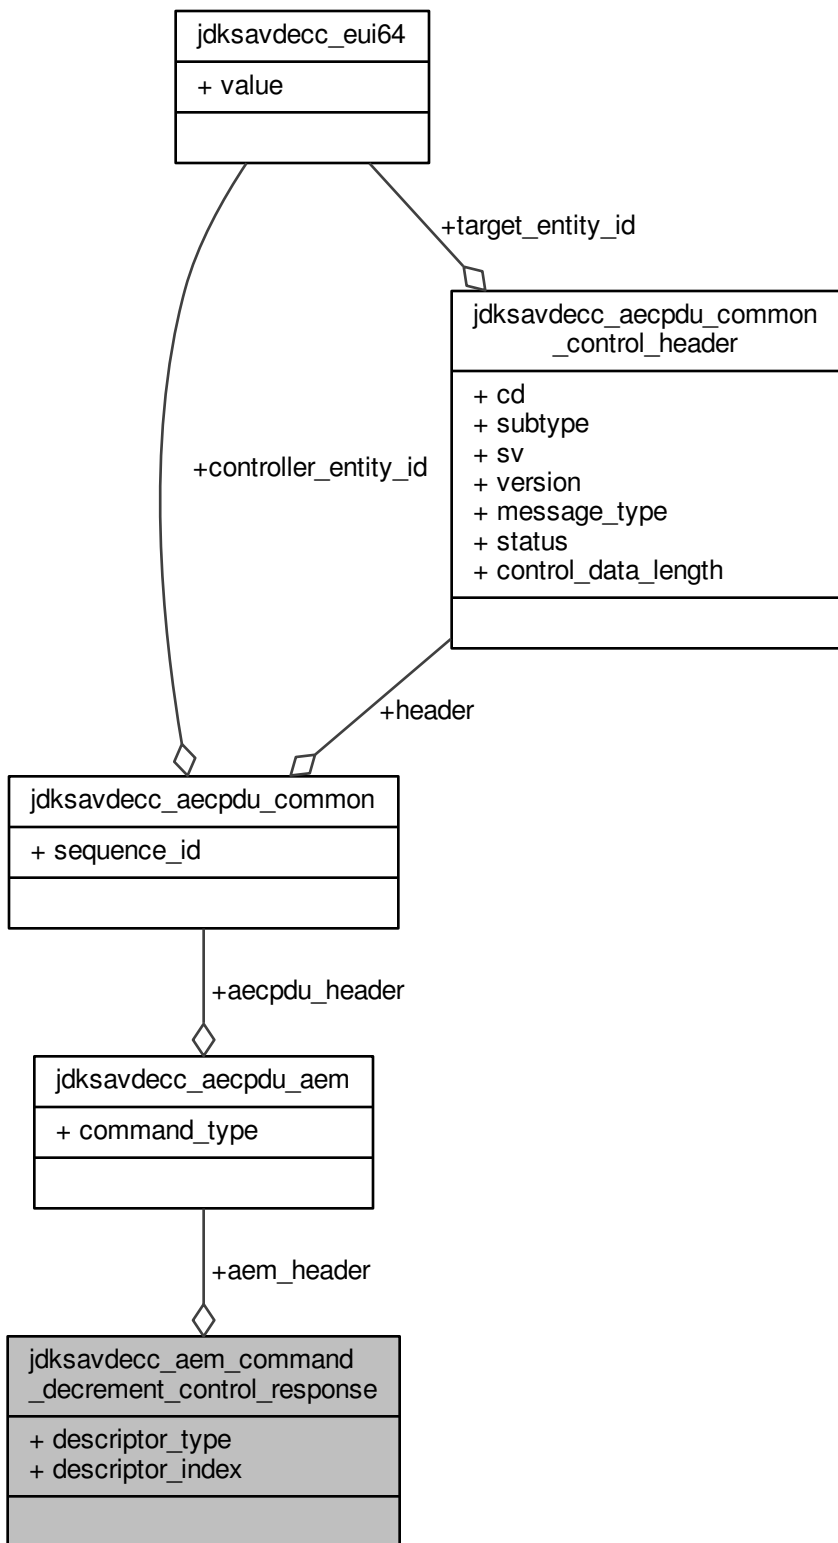 jdksavdecc_eui64
+ value
+target_entity_id
jdksavdecc_aecpdu_common
_control_header
+ cd
+ subtype
+ sv
+ version
+ message_type
+ status
+ control_data_length
+controller_entity_id
+header
jdksavdecc_aecpdu_common
+ sequence_id
+aecpdu_header
jdksavdecc_aecpdu_aem
+ command_type
+aem_header
jdksavdecc_aem_command
_decrement_control_response
+ descriptor_type
+ descriptor_index